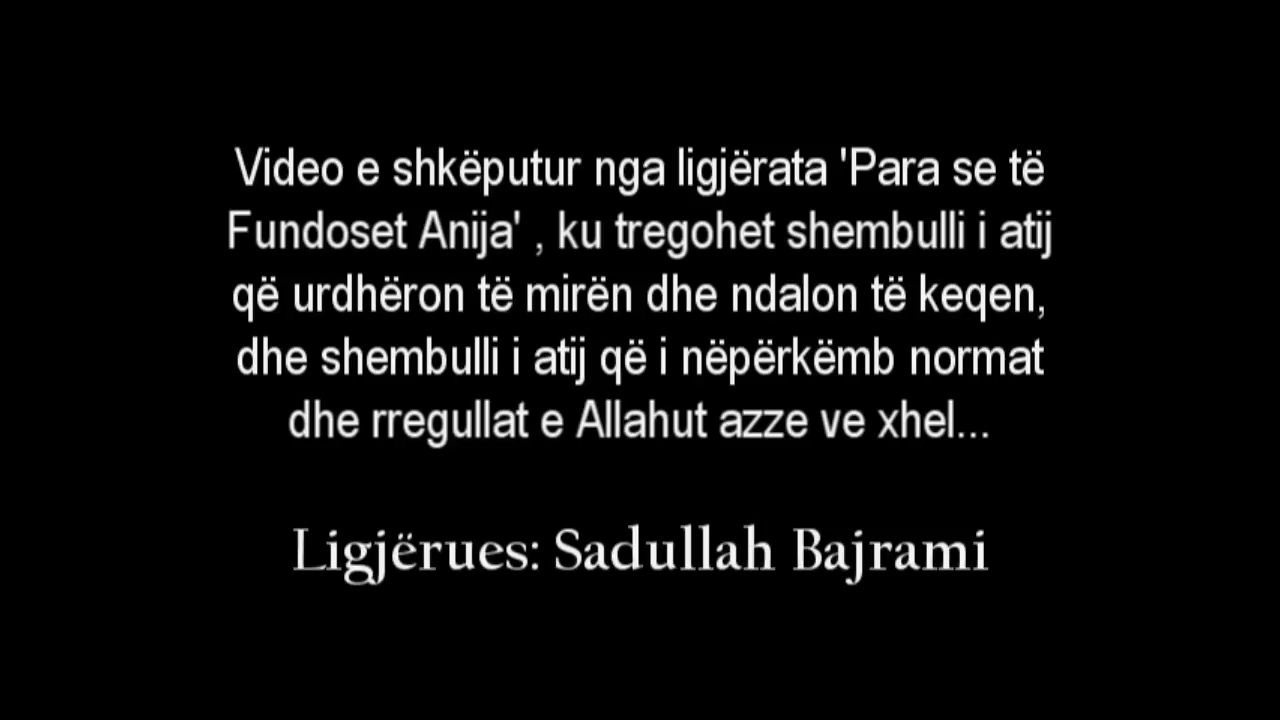 Video e shkëputur nga ligjërata 'Para se të
Fundoset Anija' , ku tregohet shembulli i atij
që urdhëron të mirën dhe ndalon të keqen,
dhe shembulli i atij që i nëpërkëmb normat
dhe rregullat e Allahut azze ve xhel...
Ligjërues: Sadullah Bajrami